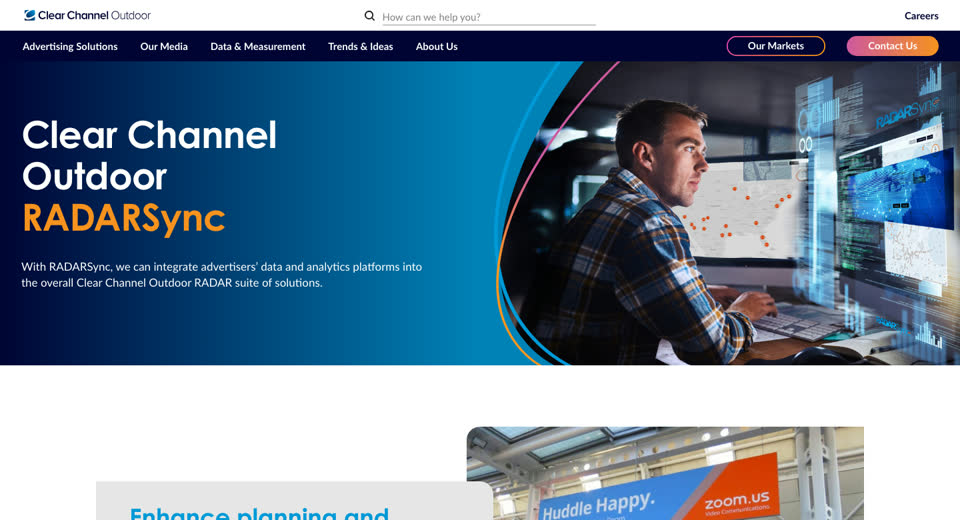 Clear Channel Outdoor
How can we help you?
Careers
Advertising Solutions
Our Media
Data & Measurement
Trends & Ideas
About Us
Our Markets
Contact Us
Clear Channel
Outdoor
RADARSync
With RADARSync, we can integrate advertisers’ data and analytics platforms into
the overall Clear Channel Outdoor RADAR suite of solutions.
RADARSync
Huddle Happy.
zoom.us
Video Communications
Enhance planning and